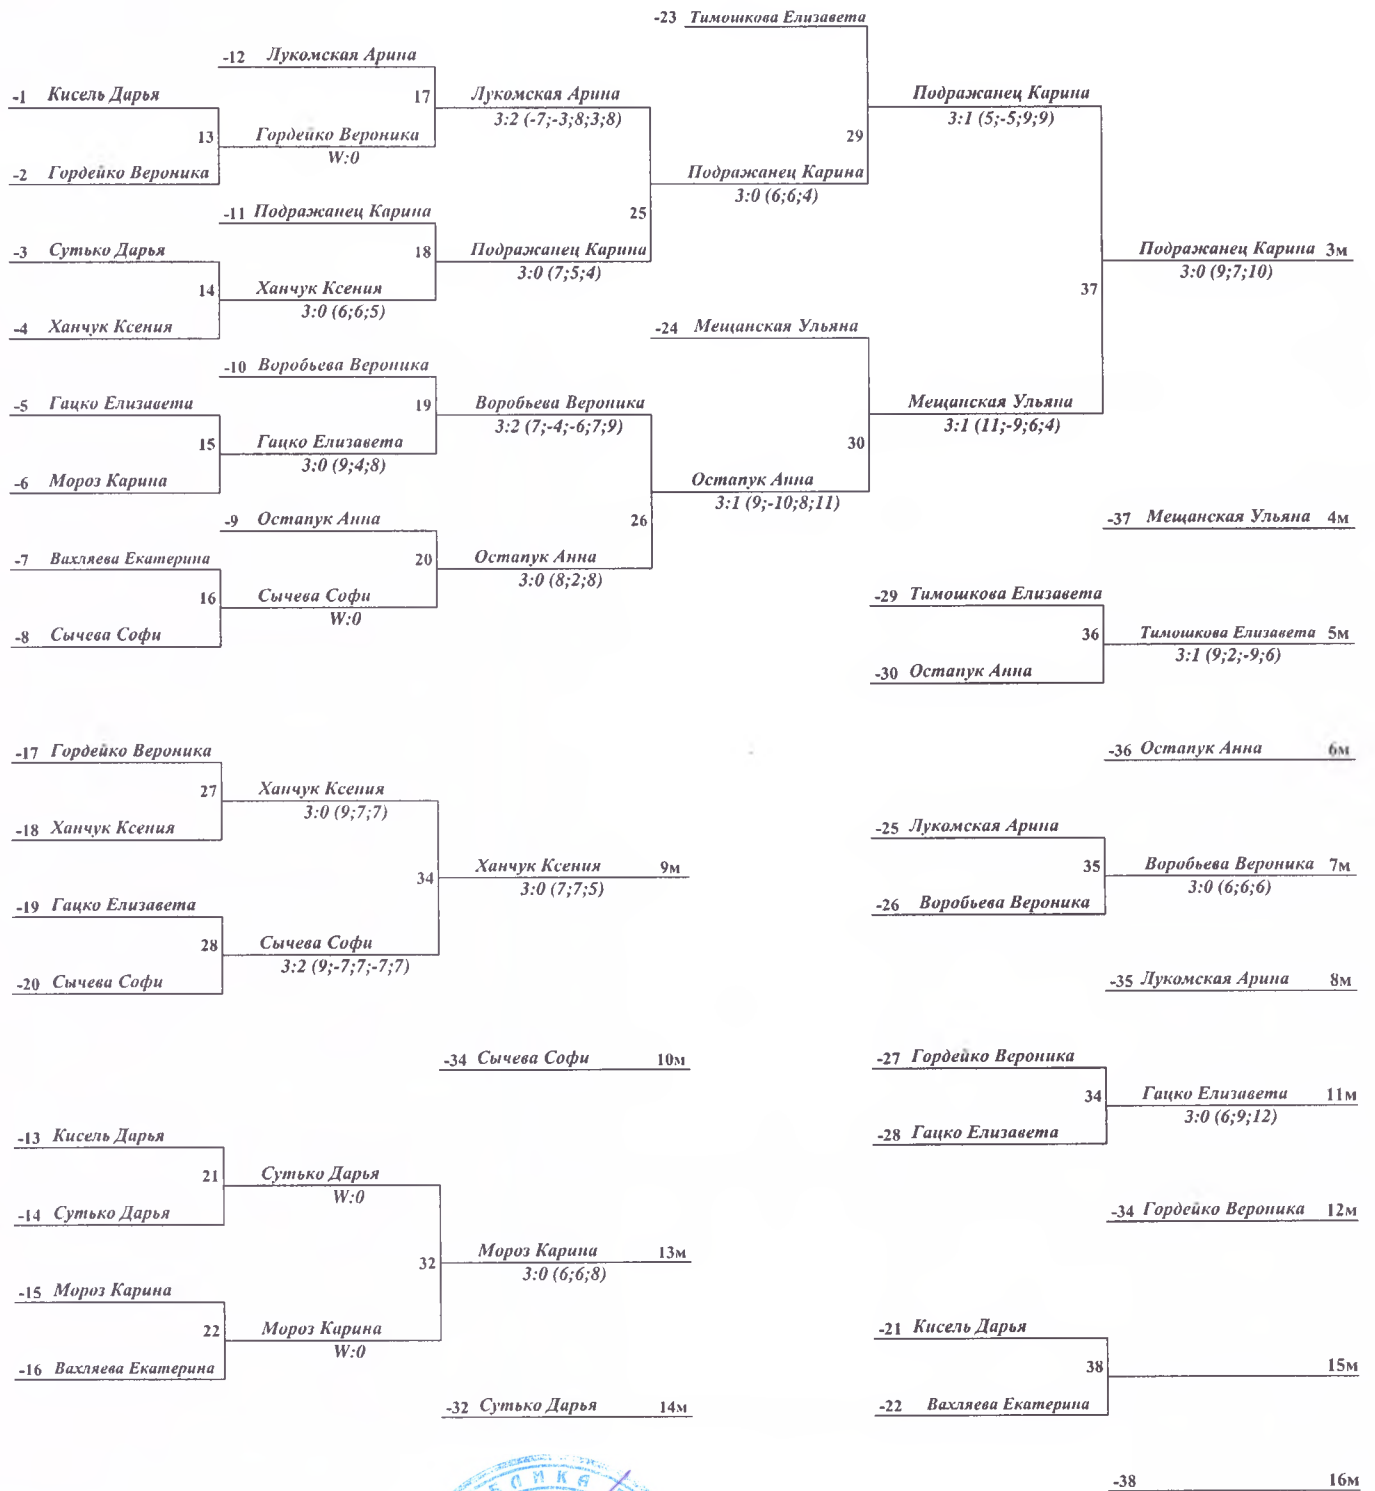 -23 Тимошкова Елизавета
-12 Лукомская Арина
-1 Кисель Дарья
17
Лукомская Арина
3:2 (-7;-3;8;3;8)
Подражанец Карина
3:1 (5;-5;9;9)
13
Гордейко Вероника
W:0
29
-2 Гордейко Вероника
Подражанец Карина
3:0 (6;6;4)
-11 Подражанец Карина
25
-3 Сутько Дарья
18
Подражанец Карина
3:0 (7;5;4)
Подражанец Карина 3м
3:0 (9;7;10)
14
Ханчук Ксения
3:0 (6;6;5)
37
-4 Ханчук Ксения
-24 Мещанская Ульяна
-10 Воробьева Вероника
-5 Гацко Елизавета
19
Воробьева Вероника
3:2 (7;-4;-6;7;9)
Мещанская Ульяна
3:1 (11;-9;6;4)
15
Гацко Елизавета
3:0 (9;4;8)
30
-6 Мороз Карина
Остапук Анна
3:1 (9;-10;8;11)
-9 Остапук Анна
26
-37 Мещанская Ульяна 4м
-7 Вахляева Екатерина
20
Остапук Анна
3:0 (8;2;8)
16
Сычева Софи
W:0
-29 Тимошкова Елизавета
-8 Сычева Софи
36
Тимошкова Елизавета 5м
3:1 (9;2;-9;6)
-30 Остапук Анна
-17 Гордейко Вероника
-36 Остапук Анна 6м
27
Ханчук Ксения
3:0 (9;7;7)
-18 Ханчук Ксения
-25 Лукомская Арина
34
Ханчук Ксения 9м
3:0 (7;7;5)
35
Воробьева Вероника 7м
3:0 (6;6;6)
-19 Гацко Елизавета
-26 Воробьева Вероника
28
Сычева Софи
3:2 (9;-7;7;-7;7)
-20 Сычева Софи
-35 Лукомская Арина 8м
-34 Сычева Софи 10м
-27 Гордейко Вероника
34
Гацко Елизавета 11м
3:0 (6;9;12)
-13 Кисель Дарья
-28 Гацко Елизавета
21
Сутько Дарья
W:0
-14 Сутько Дарья
-34 Гордейко Вероника 12м
32
Мороз Карина 13м
3:0 (6;6;8)
-15 Мороз Карина
22
Мороз Карина
W:0
-21 Кисель Дарья
-16 Вахляева Екатерина
38
15м
-32 Сутько Дарья 14м
-22 Вахляева Екатерина
-38 16м